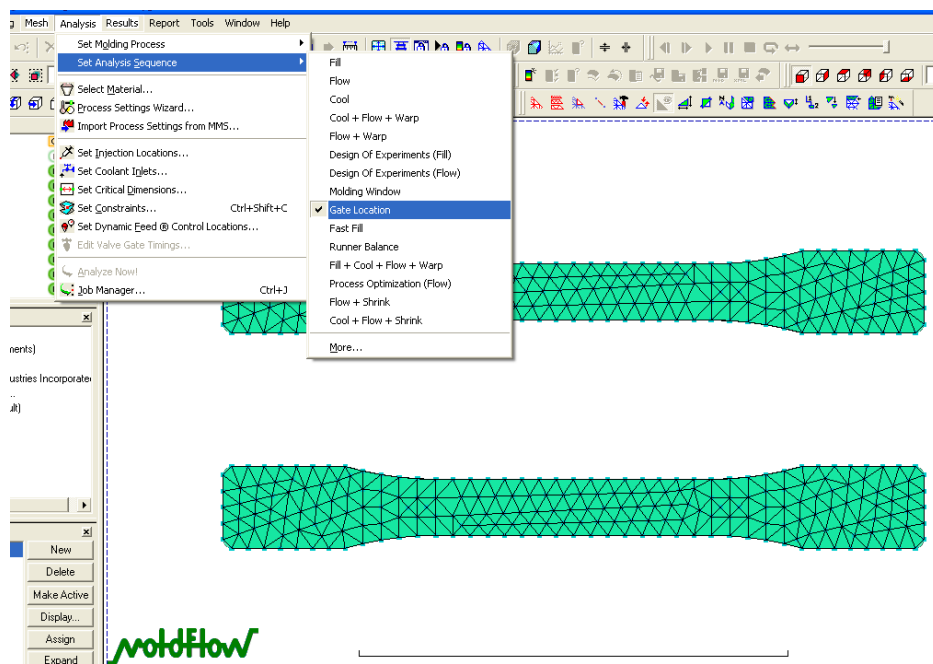 Mesh Analysis Results Report Tools Window Help
Set Molding Process
Set Analysis Sequence
Select Material...
Process Settings Wizard...
Import Process Settings from MMS...
Set Injection Locations...
Set Coolant Inlets...
Set Critical Dimensions...
Set Constraints... Ctrl+Shift+C
Set Dynamic Feed ® Control Locations...
Edit Valve Gate Timings...
Analyze Now!
Job Manager... Ctrl+J
Fill
Flow
Cool
Cool + Flow + Warp
Flow + Warp
Design Of Experiments (Fill)
Design Of Experiments (Flow)
Molding Window
Gate Location
Fast Fill
Runner Balance
Fill + Cool + Flow + Warp
Process Optimization (Flow)
Flow + Shrink
Cool + Flow + Shrink
More...
ments)
ustries Incorporate
ult)
New
Delete
Make Active
Display...
Assign
Expand
moldflow